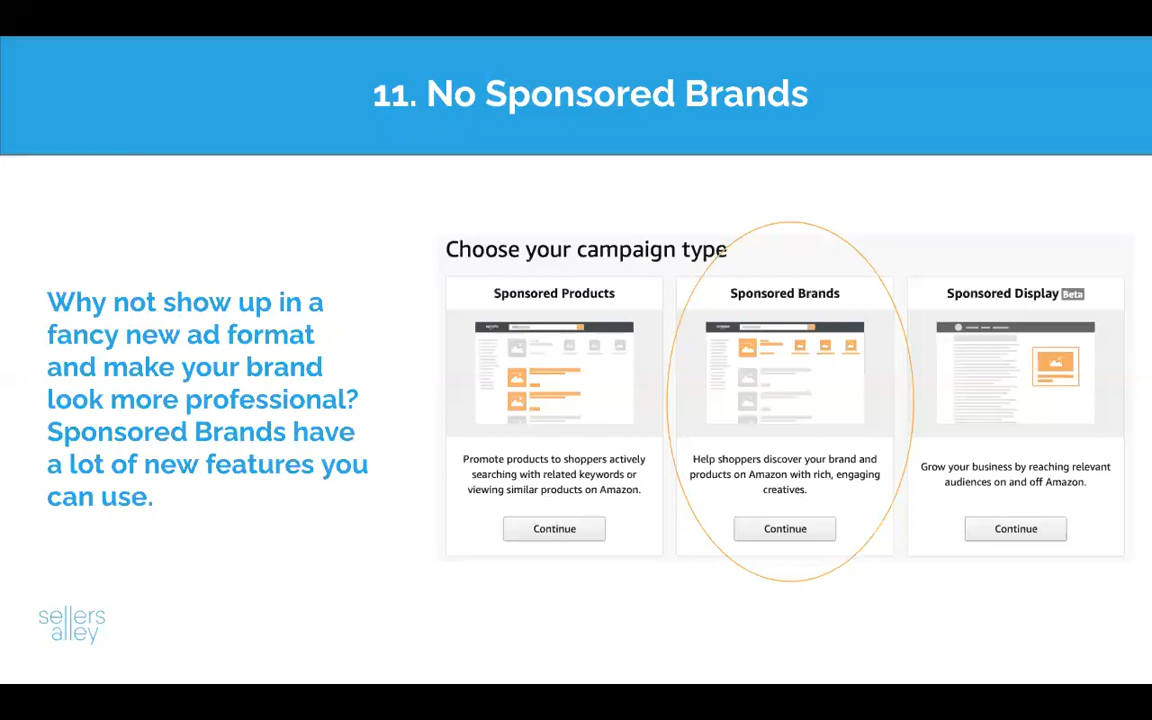 11. No Sponsored Brands
Why not show up in a
fancy new ad format
and make your brand
look more professional?
Sponsored Brands have
a lot of new features you
can use.
Choose your campaign type
Sponsored Products
Promote products to shoppers actively
searching with related keywords or
viewing similar products on Amazon.
Continue
Sponsored Brands
Help shoppers discover your brand and
products on Amazon with rich, engaging
creatives.
Continue
Sponsored Display Beta
Grow your business by reaching relevant
audiences on and off Amazon.
Continue
sellers
alley